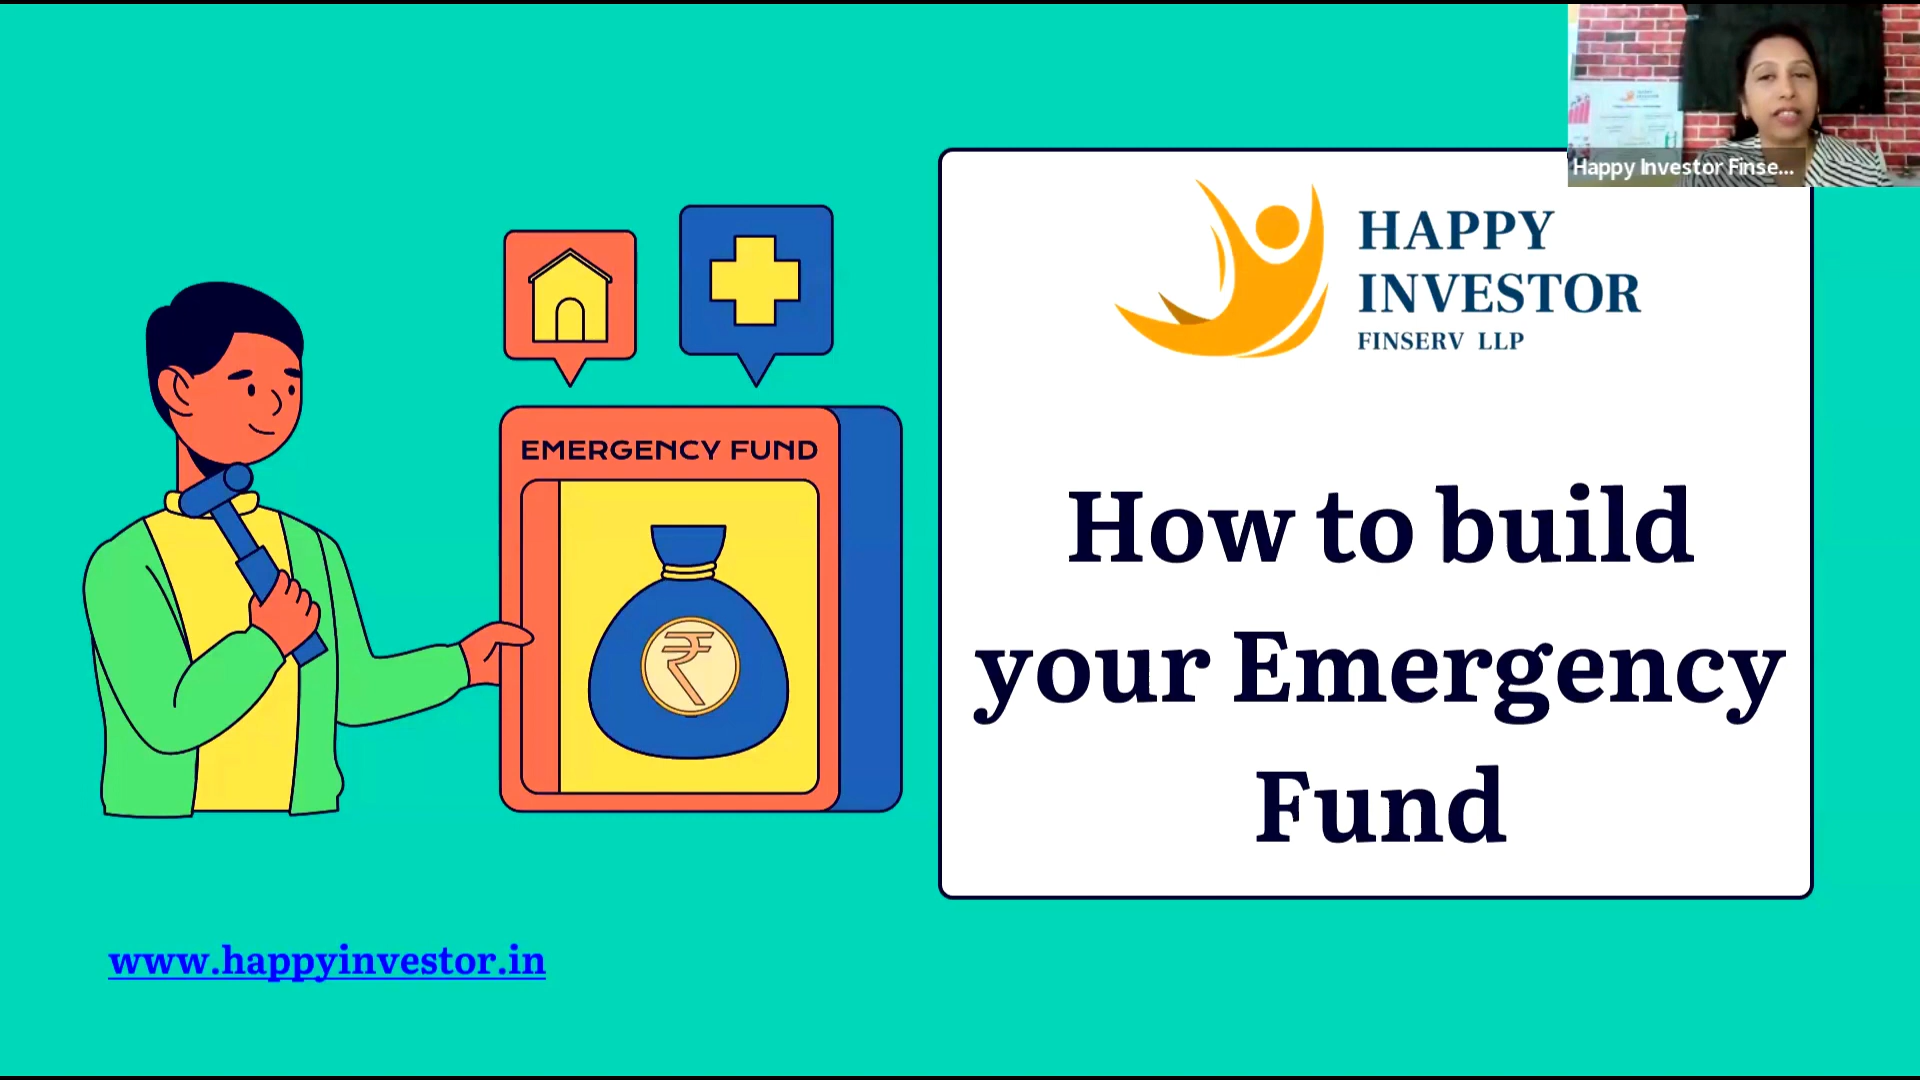 Happy Investor Finse...
HAPPY
INVESTOR
FINSERV LLP
EMERGENCY FUND
How to build
your Emergency
Fund
www.happyinvestor.in